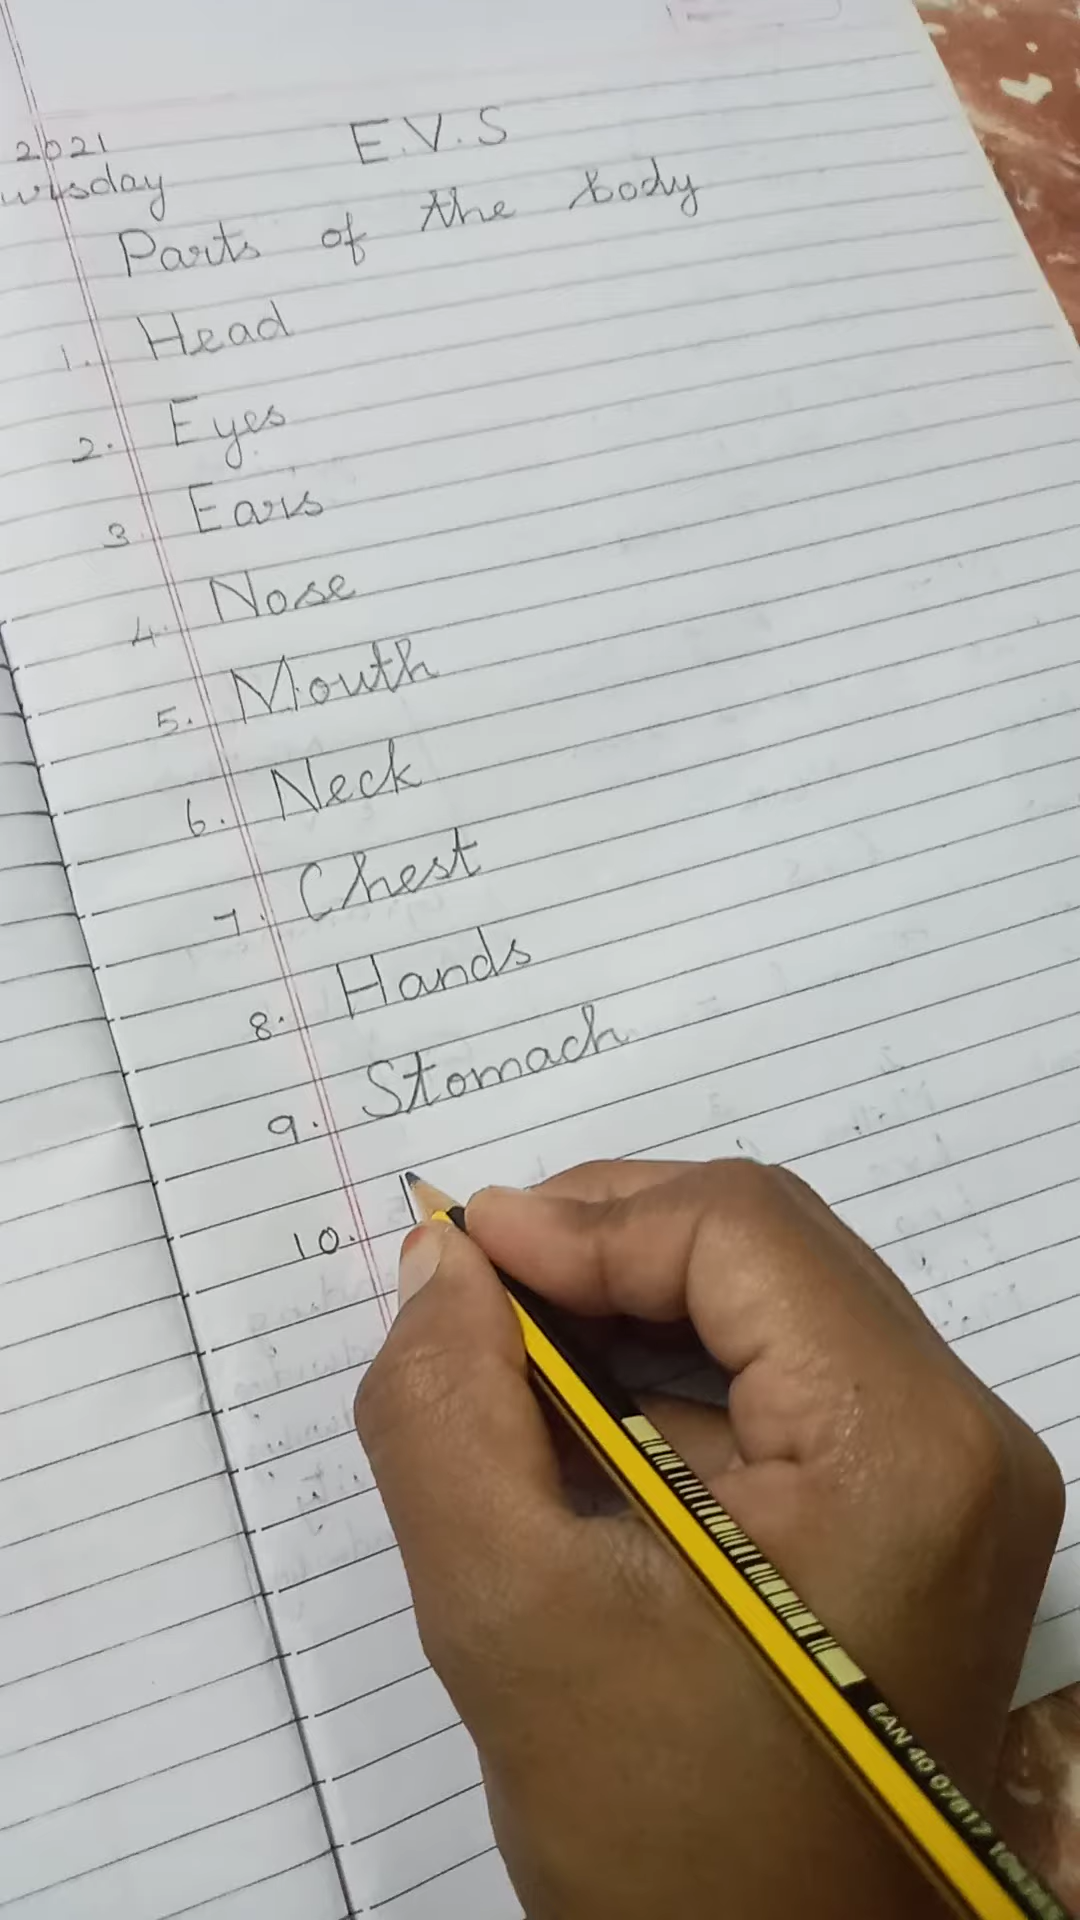 2021
E.V.S
Parts of the body
1. Head
2. Eyes
3. Ears
4. Nose
5. Mouth
6. Neck
7. Chest
8. Hands
9. Stomach
10.
EAN 40 07817